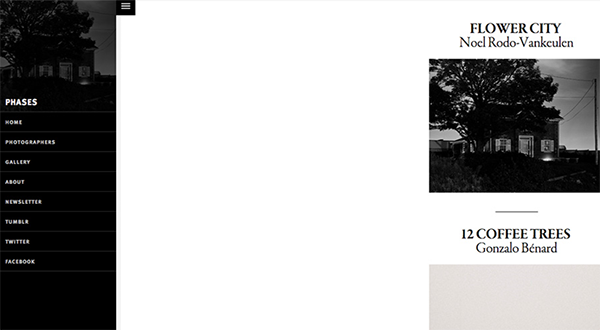 PHASES
HOME
PHOTOGRAPHERS
GALLERY
ABOUT
NEWSLETTER
TUMBLR
TWITTER
FACEBOOK
FLOWER CITY
Noel Rodo-Vankeulen
12 COFFEE TREES
Gonzalo Bénard